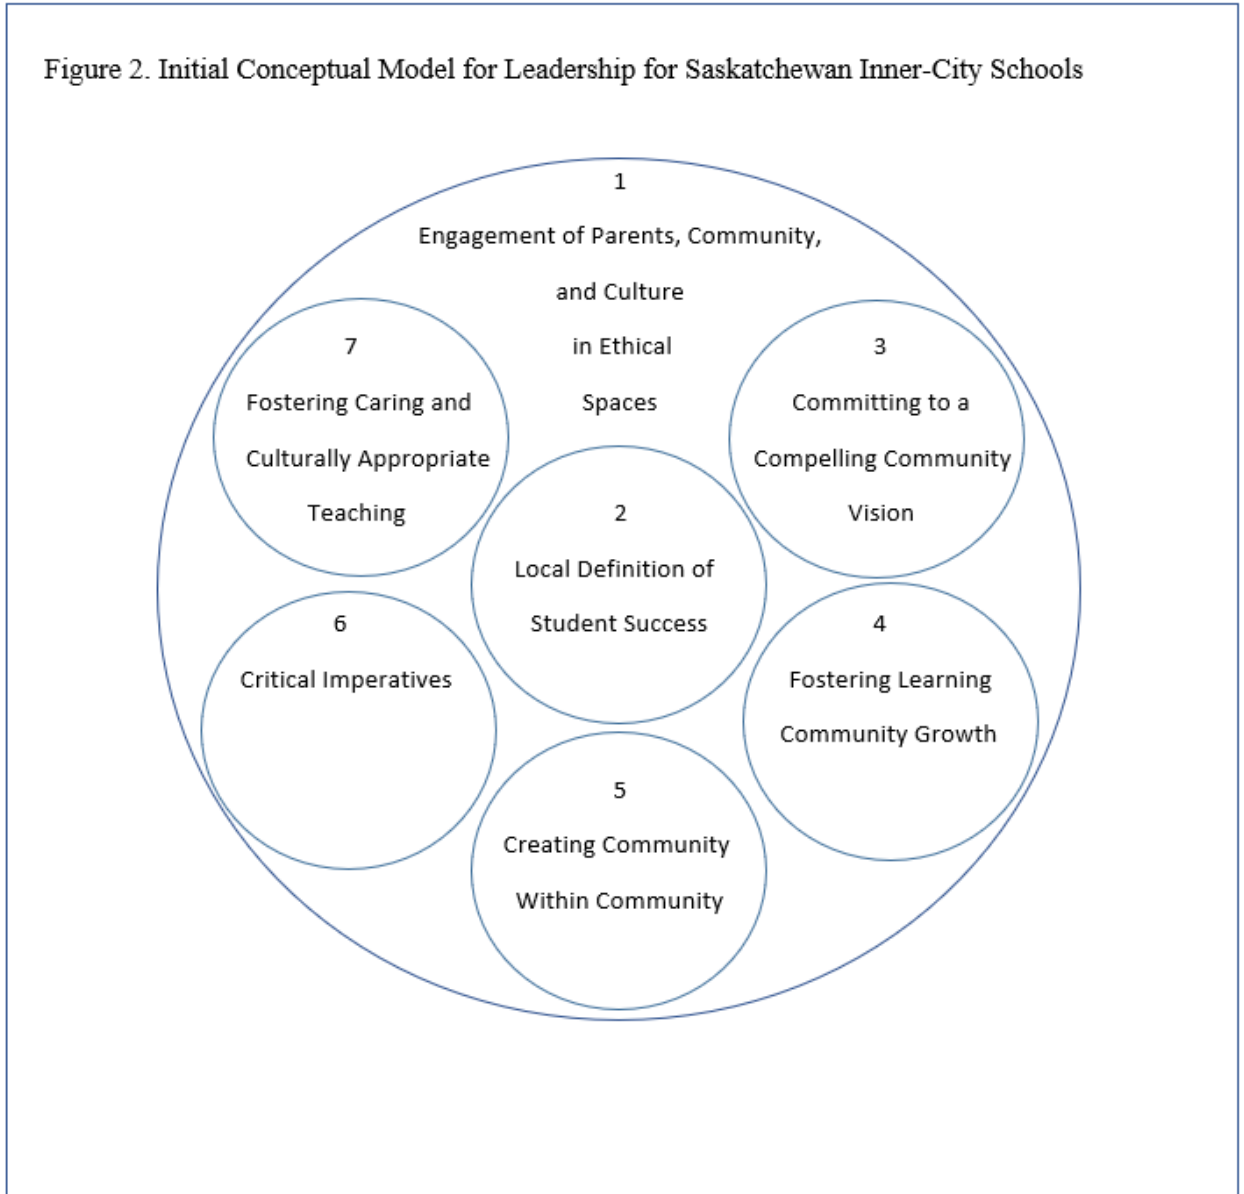 Figure 2. Initial Conceptual Model for Leadership for Saskatchewan Inner-City Schools
1
Engagement of Parents, Community,
and Culture
in Ethical
Spaces
7
Fostering Caring and
Culturally Appropriate
Teaching
3
Committing to a
Compelling Community
Vision
2
Local Definition of
Student Success
6
Critical Imperatives
4
Fostering Learning
Community Growth
5
Creating Community
Within Community